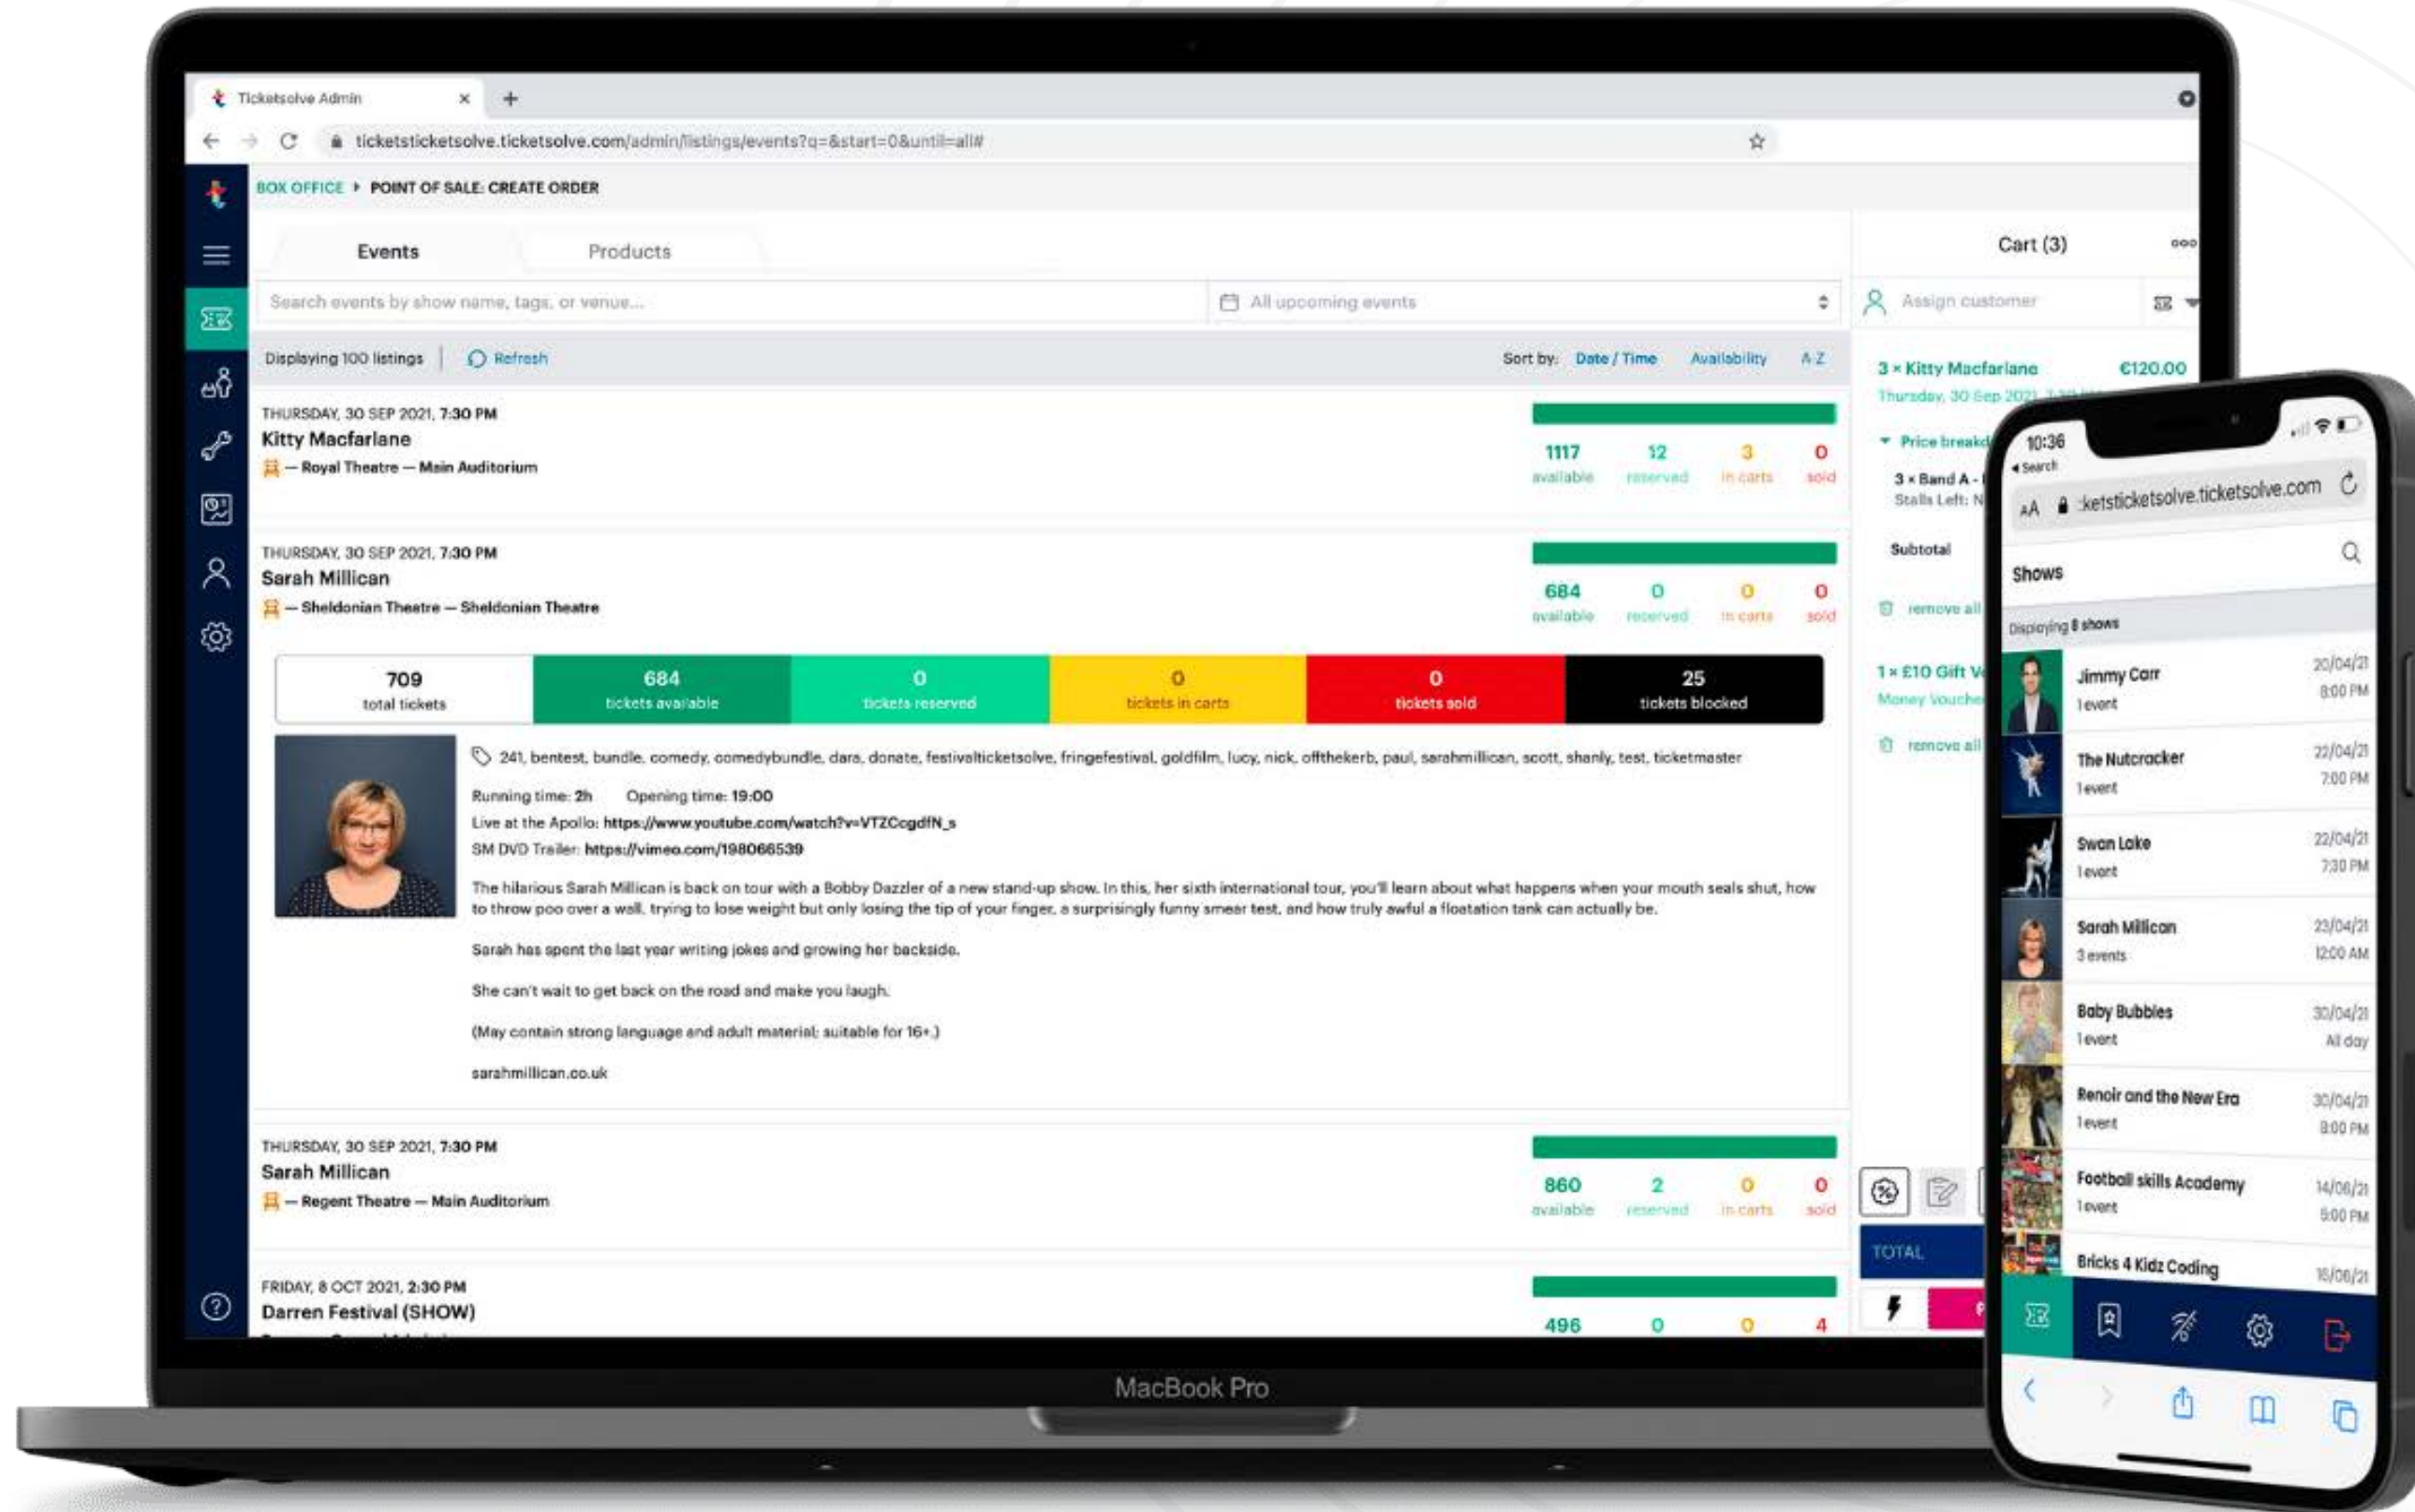 Ticketsolve Admin
ticketsticketsolve.ticketsolve.com/admin/listings/events?q=&start=0&until=all#
BOX OFFICE ▸ POINT OF SALE: CREATE ORDER
Events Products
Search events by show name, tags, or venue... All upcoming events
Displaying 100 listings Refresh Sort by: Date / Time Availability A-Z
THURSDAY, 30 SEP 2021, 7:30 PM
Kitty Macfarlane
— Royal Theatre — Main Auditorium
1117 12 3 0
available reserved in carts sold
THURSDAY, 30 SEP 2021, 7:30 PM
Sarah Millican
— Sheldonian Theatre — Sheldonian Theatre
684 0 0 0
available reserved in carts sold
709 684 0 0 0 25
total tickets tickets available tickets reserved tickets in carts tickets sold tickets blocked
241, bentest, bundle, comedy, comedybundle, dara, donate, festivalticketsolve, fringefestival, goldfilm, lucy, nick, offthekerb, paul, sarahmillican, scott, shanly, test, ticketmaster
Running time: 2h Opening time: 19:00
Live at the Apollo: https://www.youtube.com/watch?v=VTZCcgdfN_s
SM DVD Trailer: https://vimeo.com/198066539
The hilarious Sarah Millican is back on tour with a Bobby Dazzler of a new stand-up show. In this, her sixth international tour, you'll learn about what happens when your mouth seals shut, how
to throw poo over a wall, trying to lose weight but only losing the tip of your finger, a surprisingly funny smear test, and how truly awful a floatation tank can actually be.
Sarah has spent the last year writing jokes and growing her backside.
She can't wait to get back on the road and make you laugh.
(May contain strong language and adult material; suitable for 16+.)
sarahmillican.co.uk
THURSDAY, 30 SEP 2021, 7:30 PM
Sarah Millican
— Regent Theatre — Main Auditorium
860 2 0 0
available reserved in carts sold
FRIDAY, 8 OCT 2021, 2:30 PM
Darren Festival (SHOW)
496 0 0 4
Cart (3)
Assign customer
3 × Kitty Macfarlane €120.00
Thursday, 30 Sep 2021,
Price
3 × Band A -
Stalls Left:
Subtotal
remove all
1 × £10 Gift
Money
remove all
TOTAL
MacBook Pro
10:36
Search
AA ketsticketsolve.ticketsolve.com
Shows
Displaying 8 shows
Jimmy Carr 20/04/21
1 event 8:00 PM
The Nutcracker 22/04/21
1 event 7:00 PM
Swan Lake 22/04/21
1 event 7:30 PM
Sarah Millican 23/04/21
3 events 12:00 AM
Baby Bubbles 30/04/21
1 event All day
Renoir and the New Era 30/04/21
1 event 8:00 PM
Football skills Academy 14/06/21
1 event 5:00 PM
Bricks 4 Kidz Coding